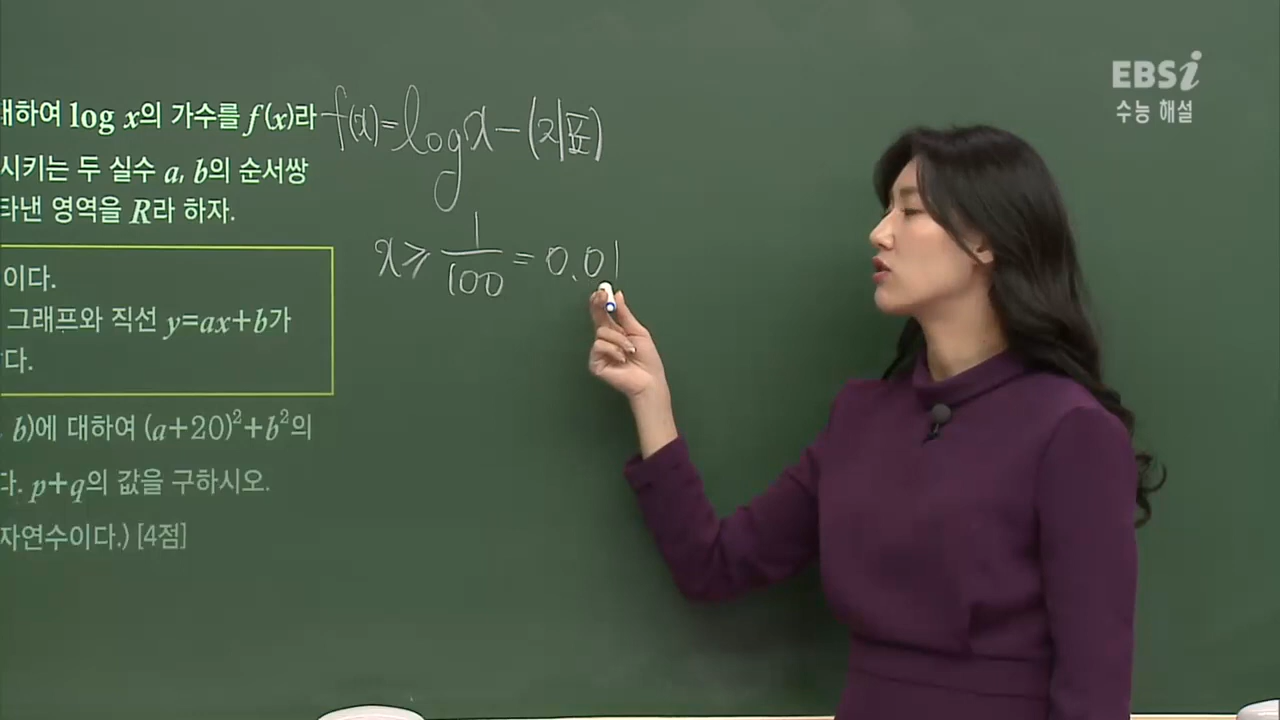 EBSi
수능 해설
대하여 log x의 가수를 f(x)라
시키는 두 실수 a, b의 순서쌍
타낸 영역을 R라 하자.
이다.
그래프와 직선 y=ax+b가
다.
b)에 대하여 (a+20)²+b²의
다. p+q의 값을 구하시오.
자연수이다.) [4점]
f(x)=log x-(지표)
x≥1/100=0.01